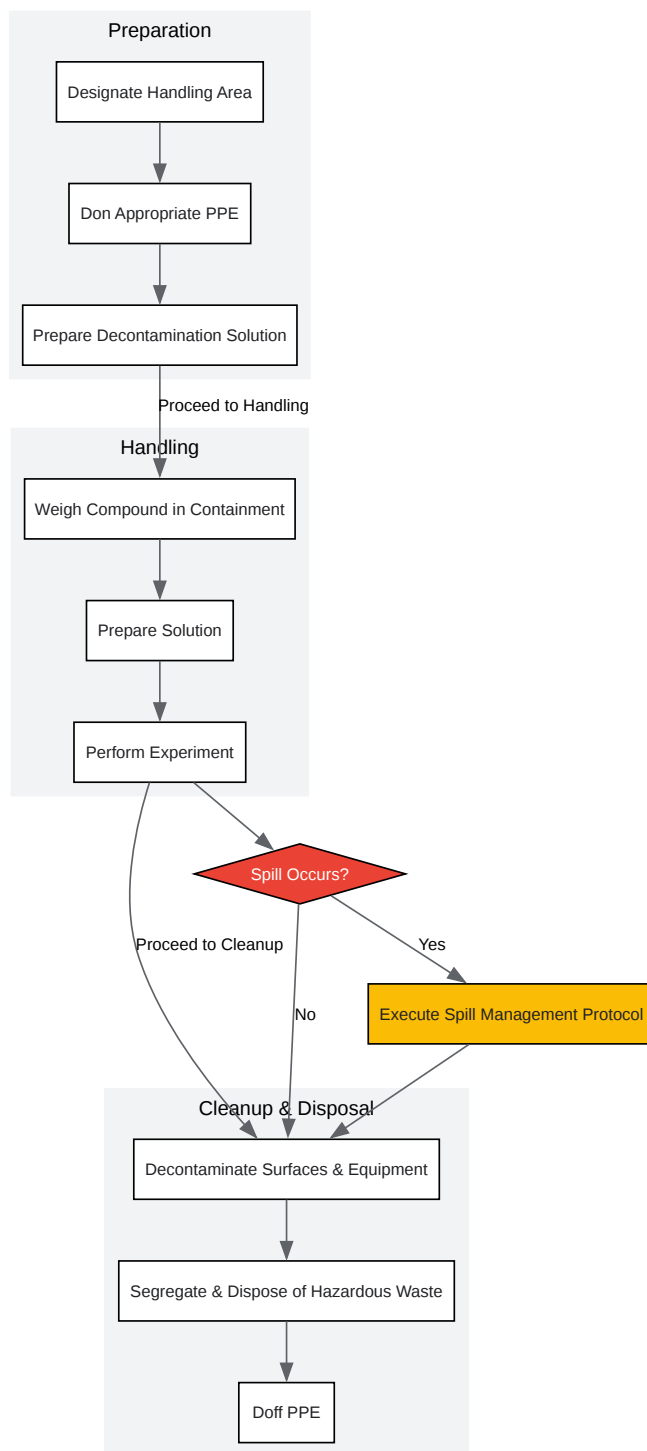 Preparation
Designate Handling Area
Don Appropriate PPE
Prepare Decontamination Solution
Proceed to Handling
Handling
Weigh Compound in Containment
Prepare Solution
Perform Experiment
Spill Occurs?
Proceed to Cleanup
Yes
No
Execute Spill Management Protocol
Cleanup & Disposal
Decontaminate Surfaces & Equipment
Segregate & Dispose of Hazardous Waste
Doff PPE